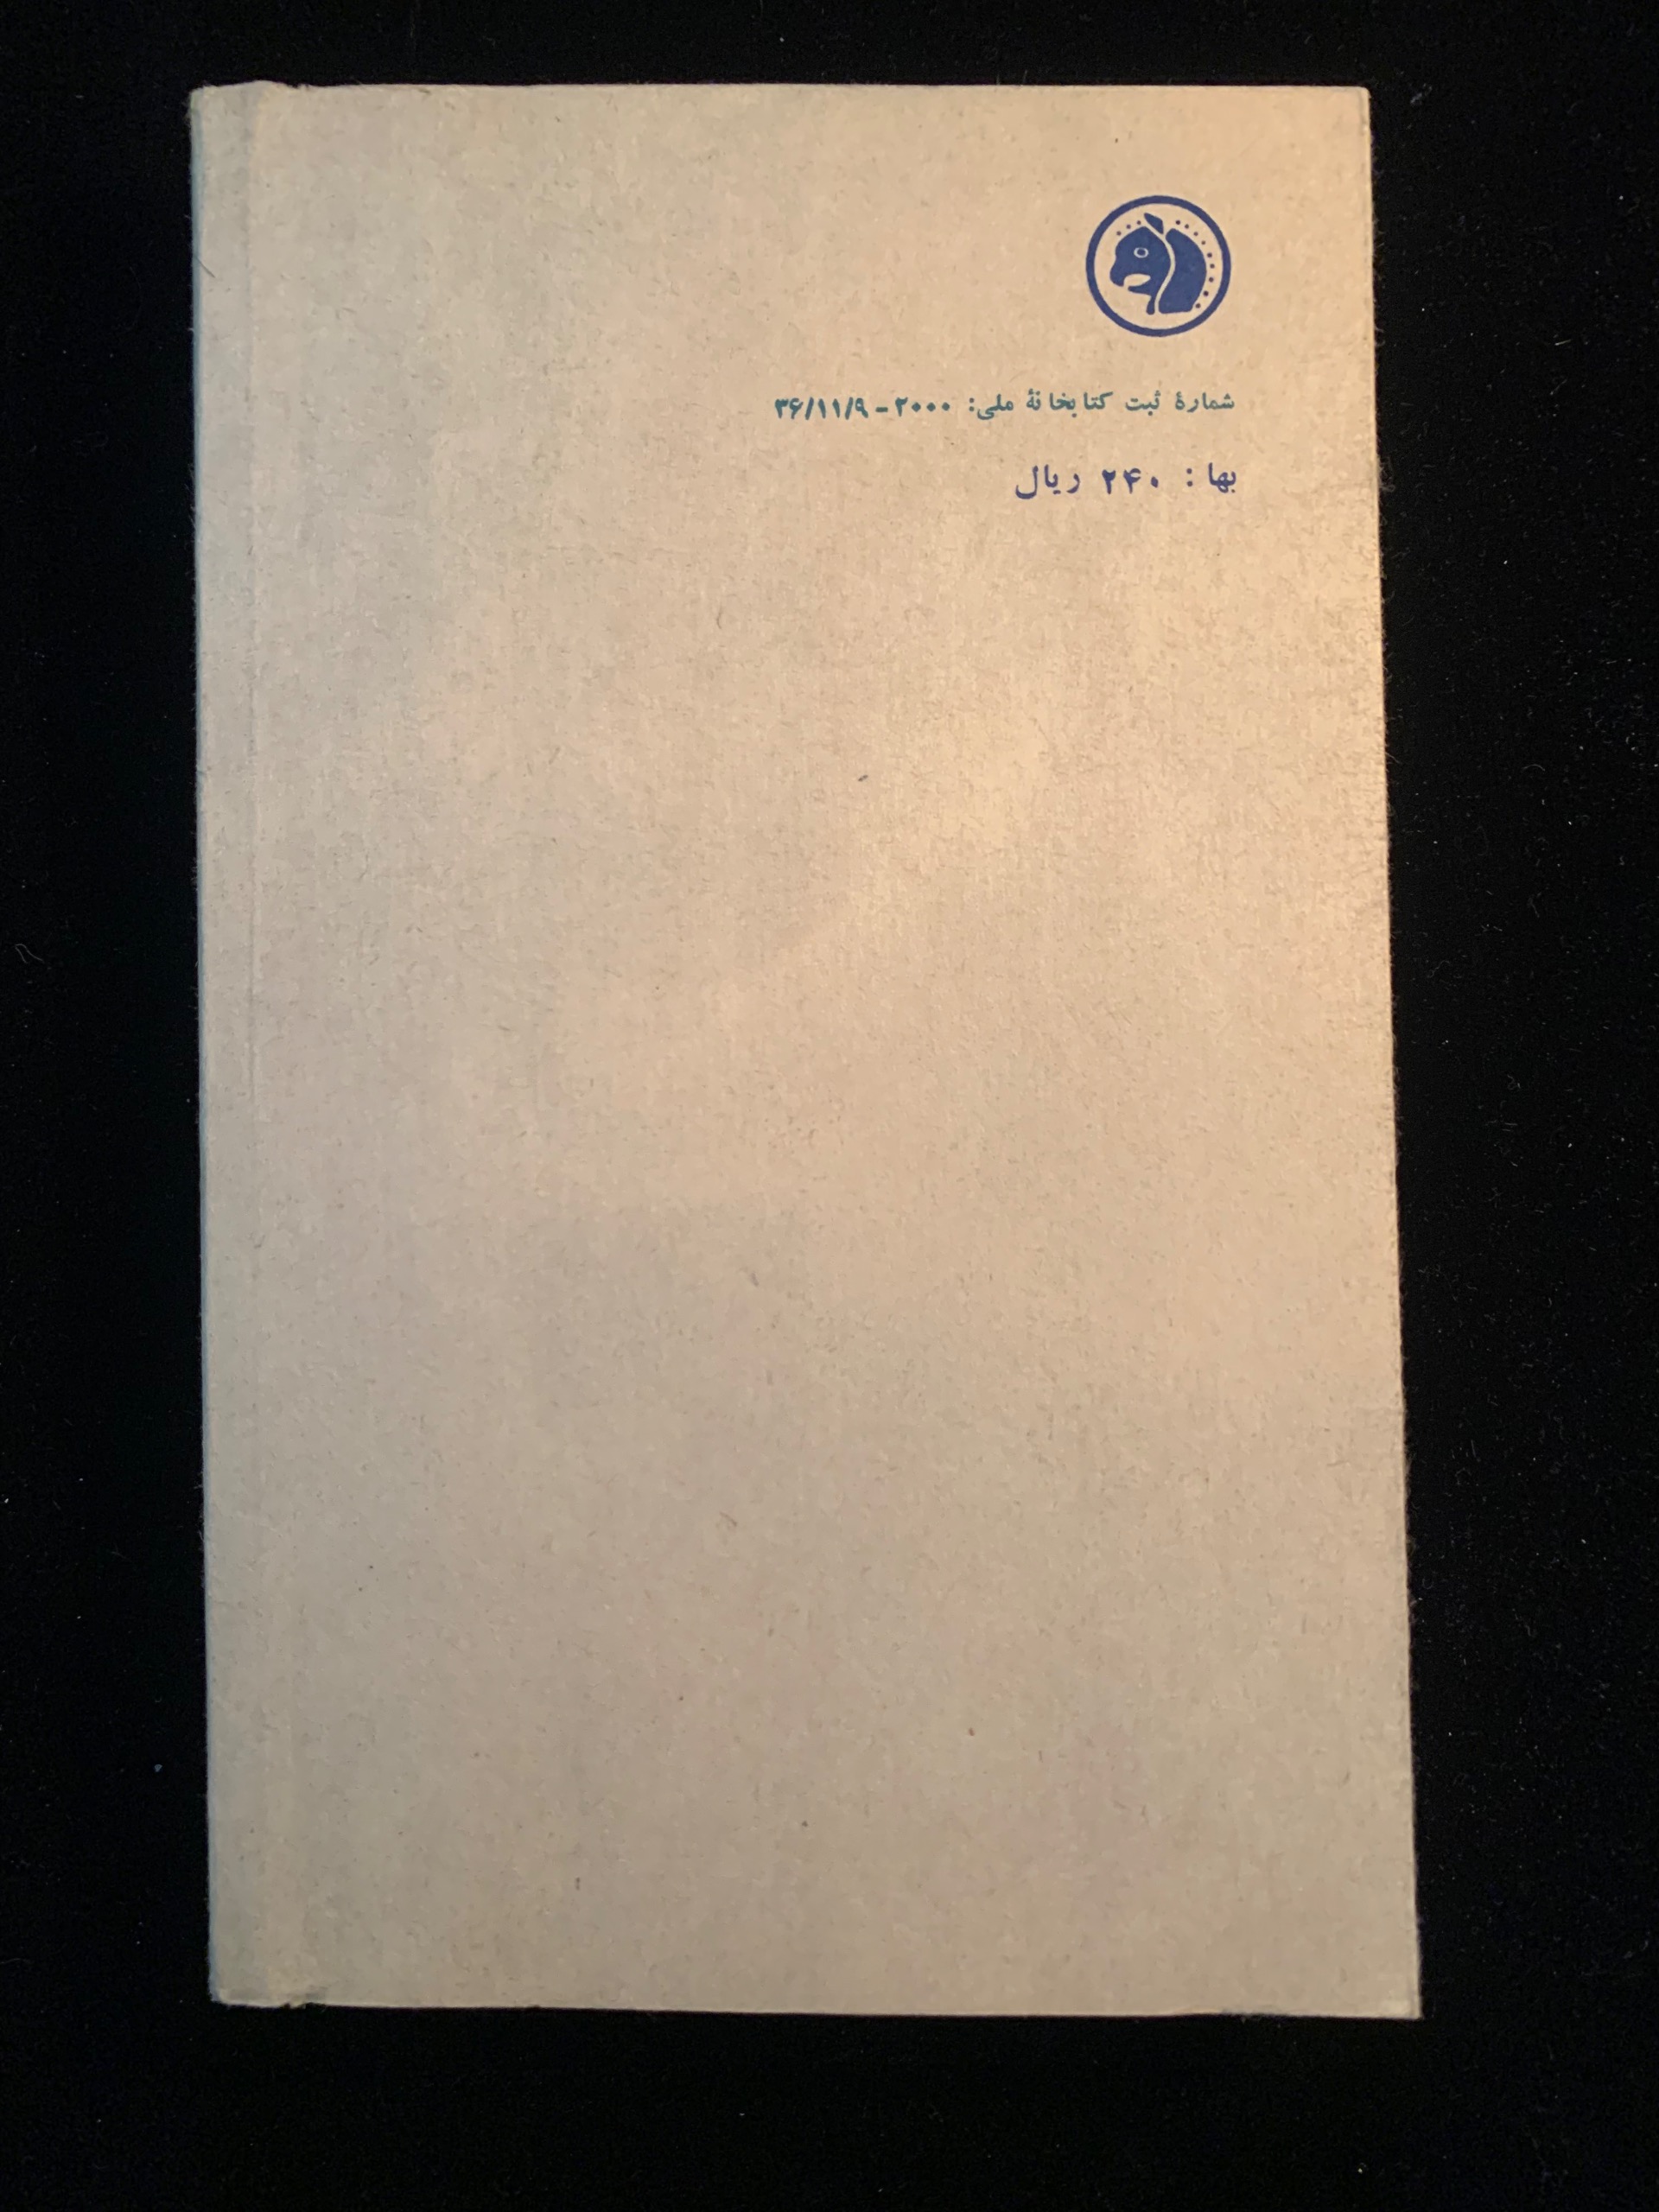 شمارهٔ ثبت کتابخانهٔ ملی: ۲۰۰۰-۳۶/۱۱/۹
بها: ۲۴۰ ریال